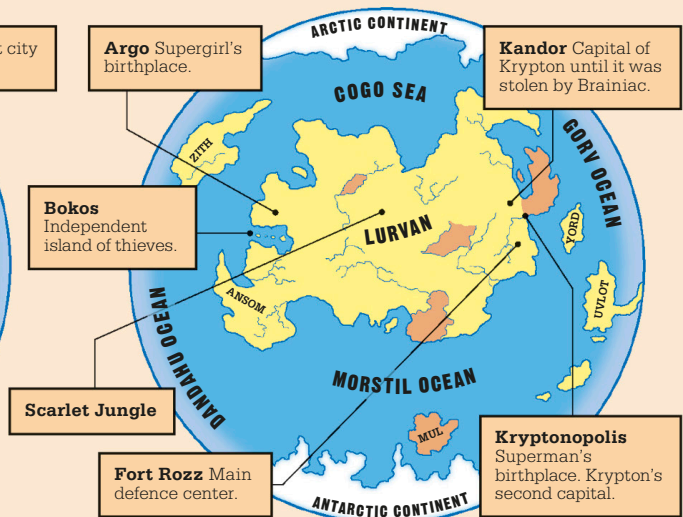 city
Argo Supergirl's
birthplace.
ARCTIC CONTINENT
Kandor Capital of
Krypton until it was
stolen by Brainiac.
COGO SEA
GORV OCEAN
ZITH
Bokos
Independent
island of thieves.
LURVAN
YORD
ANSOM
UVLOT
DANDAHU OCEAN
MORSTIL OCEAN
Scarlet Jungle
MUL
Kryptonopolis
Superman's
birthplace. Krypton's
second capital.
Fort Rozz Main
defence center.
ANTARCTIC CONTINENT